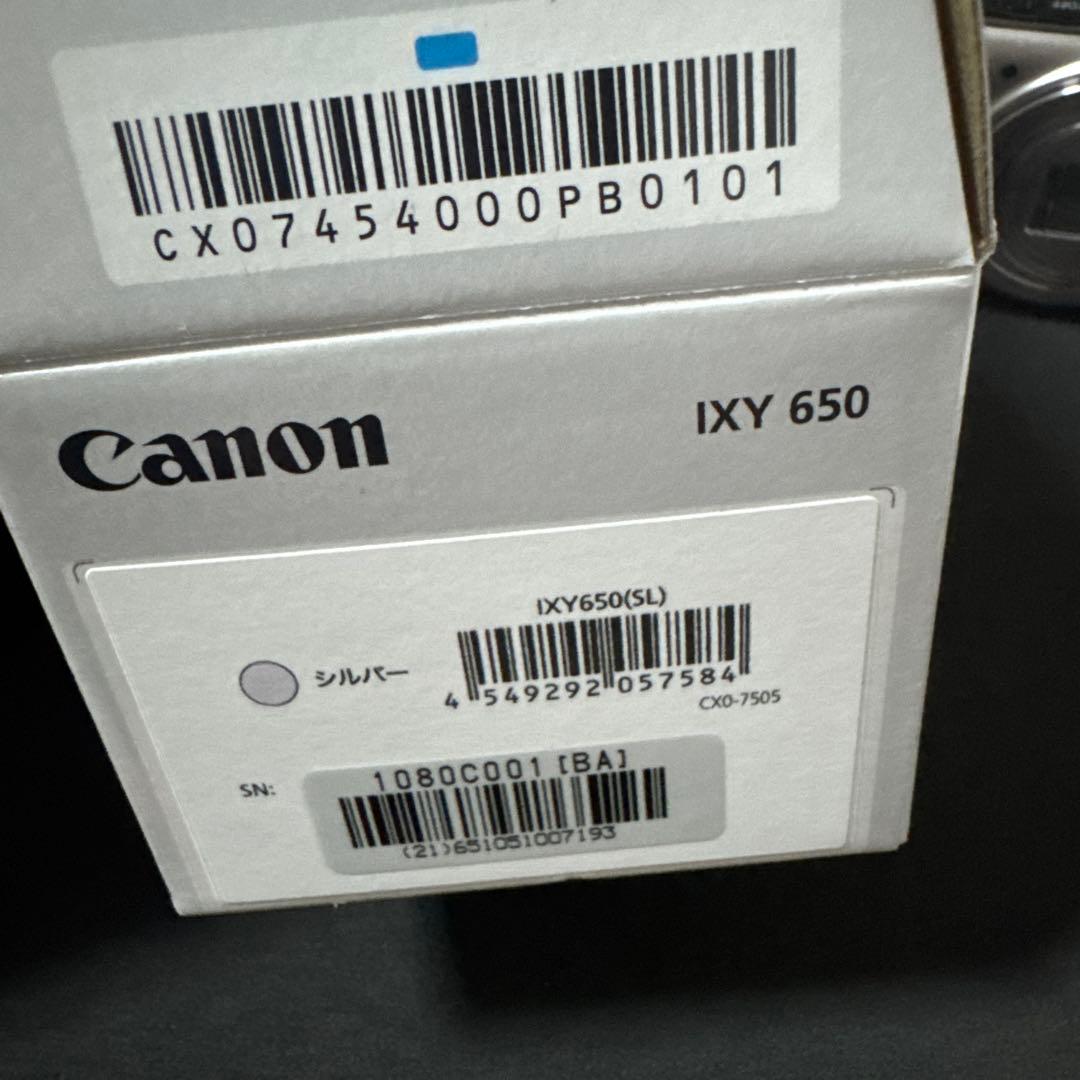 CX07454000PB0101
Canon
IXY 650
IXY650(SL)
シルバー
4 549292 057584
CX0-7505
SN:
1080C001 [BA]
(21)651051007193